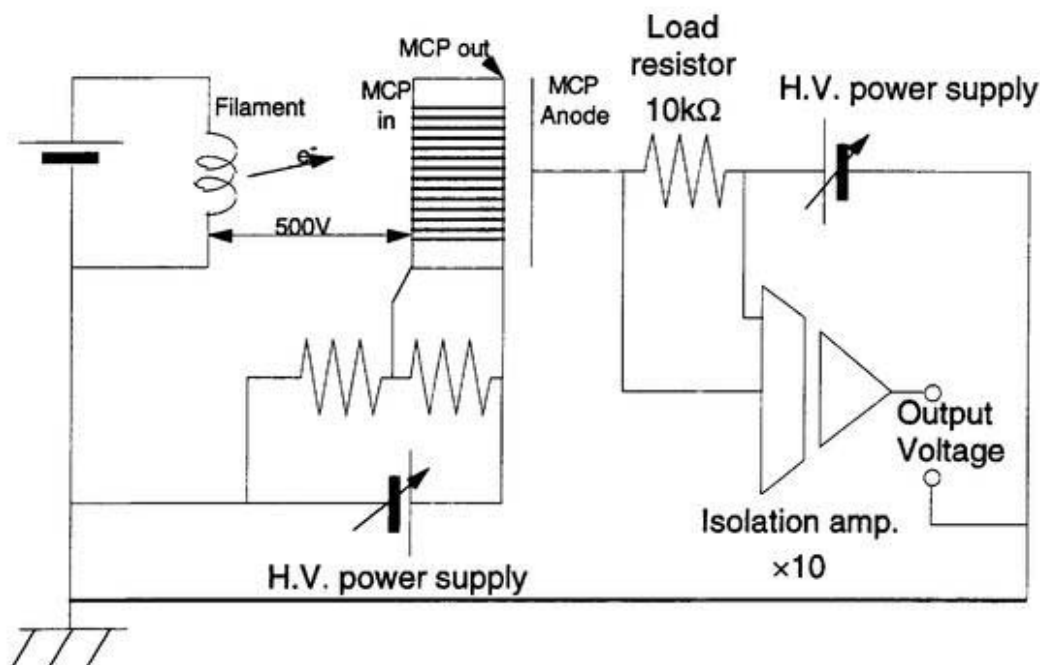 MCP out
Load
resistor
10kΩ
H.V. power supply
Filament
MCP
in
MCP
Anode
e-
500V
Output
Voltage
Isolation amp.
×10
H.V. power supply